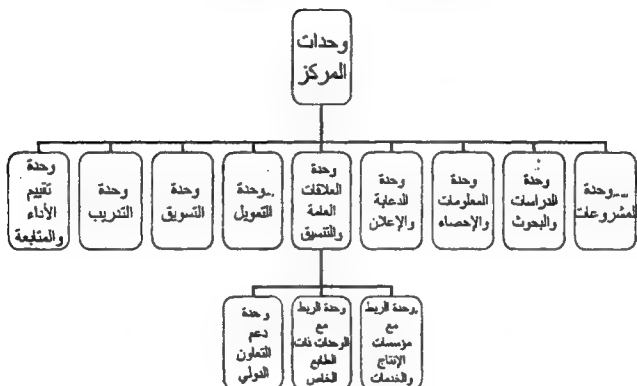 وحدات
المركز
وحدة
المشروعات
وحدة
الدراسات
والبحوث
وحدة
المعلومات
والإحصاء
وحدة
الدعاية
والإعلان
وحدة
العلاقات
العامة
والتنسيق
وحدة
التمويل
وحدة
التسويق
وحدة
التدريب
وحدة
تقييم
الأداء
والمتابعة
وحدة الربط
مع
مؤسسات
الإنتاج
والخدمات
وحدة الربط
مع
الوحدات ذات
الطابع
الخاص
وحدة
دعم
التعاون
الدولي